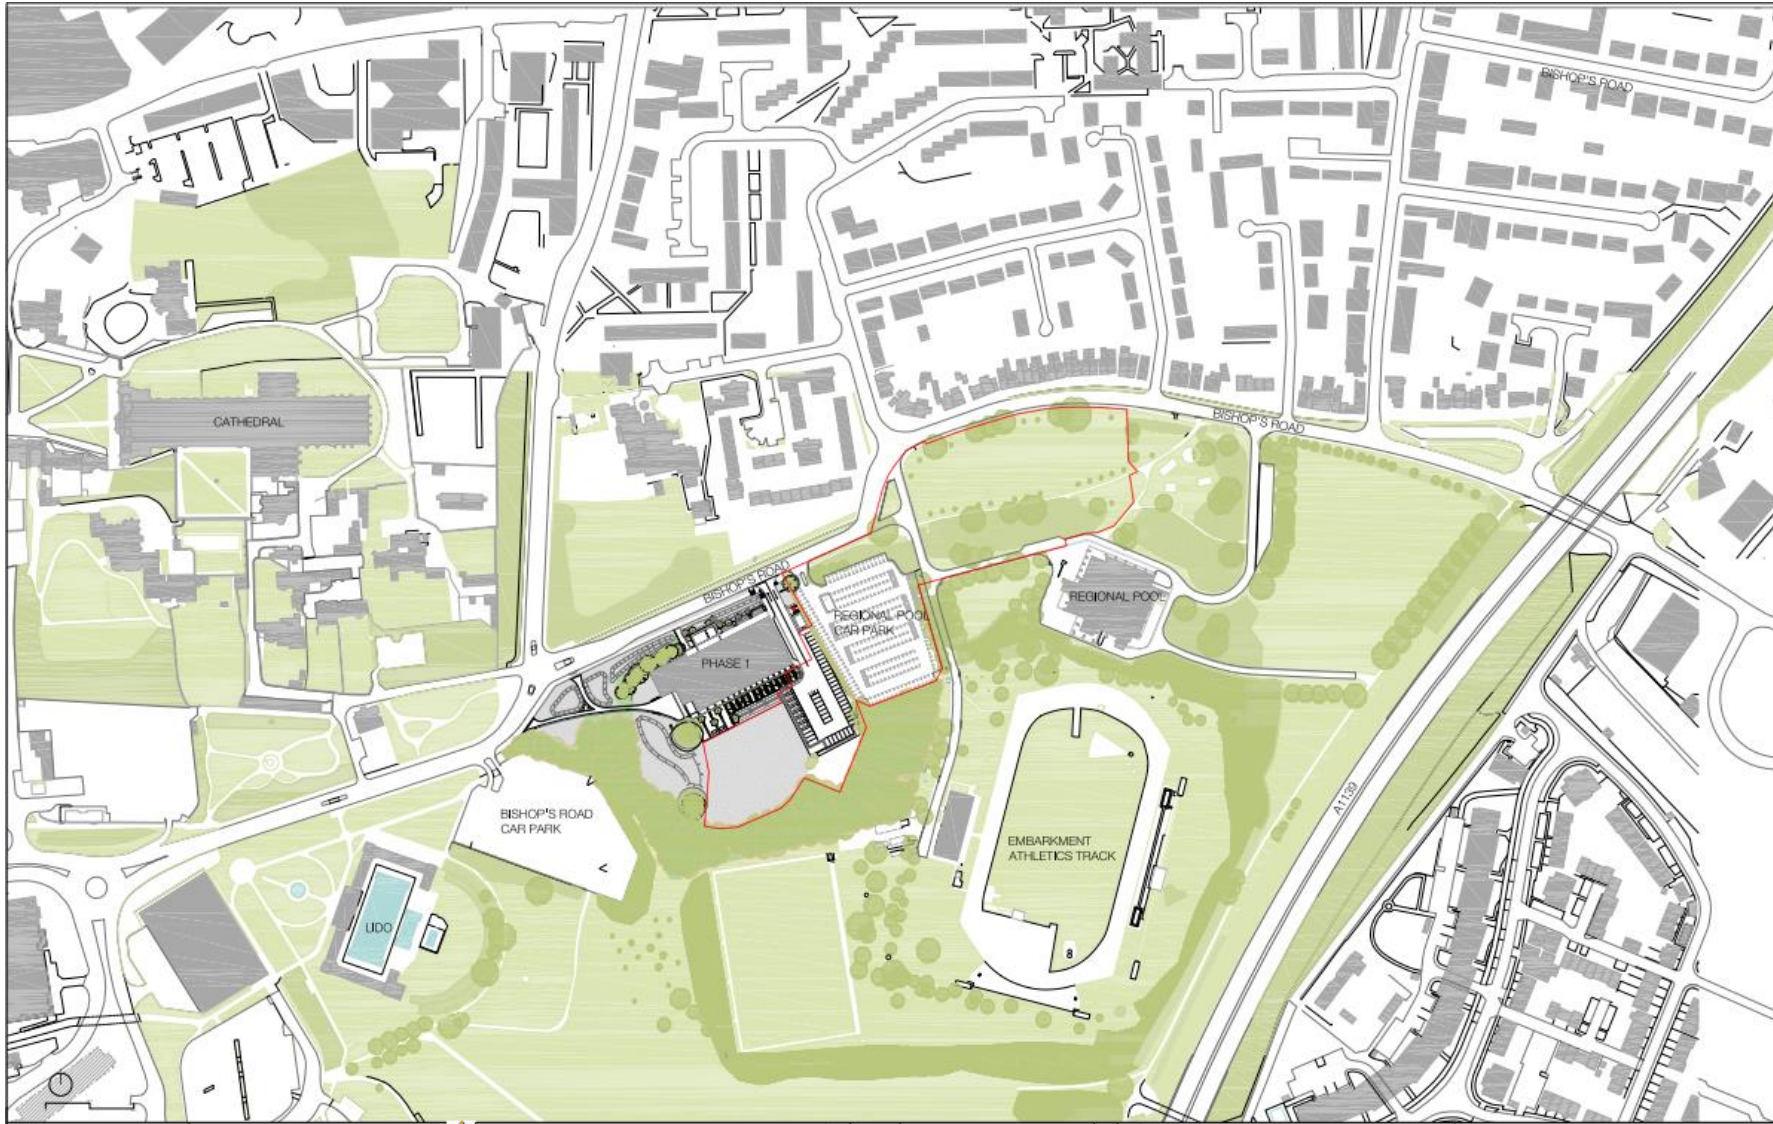 BISHOP'S ROAD
CATHEDRAL
BISHOP'S ROAD
BISHOP'S ROAD
REGIONAL POOL
REGIONAL POOL
CAR PARK
PHASE 1
A1139
BISHOP'S ROAD
CAR PARK
EMBARKMENT
ATHLETICS TRACK
LIDO